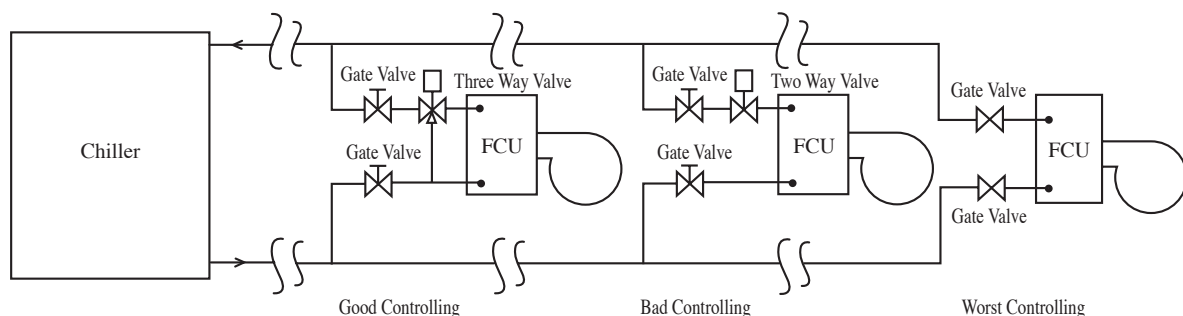 Gate Valve
Three Way Valve
Gate Valve
Two Way Valve
Gate Valve
Chiller
Gate Valve
FCU
Gate Valve
FCU
FCU
Gate Valve
Good Controlling
Bad Controlling
Worst Controlling